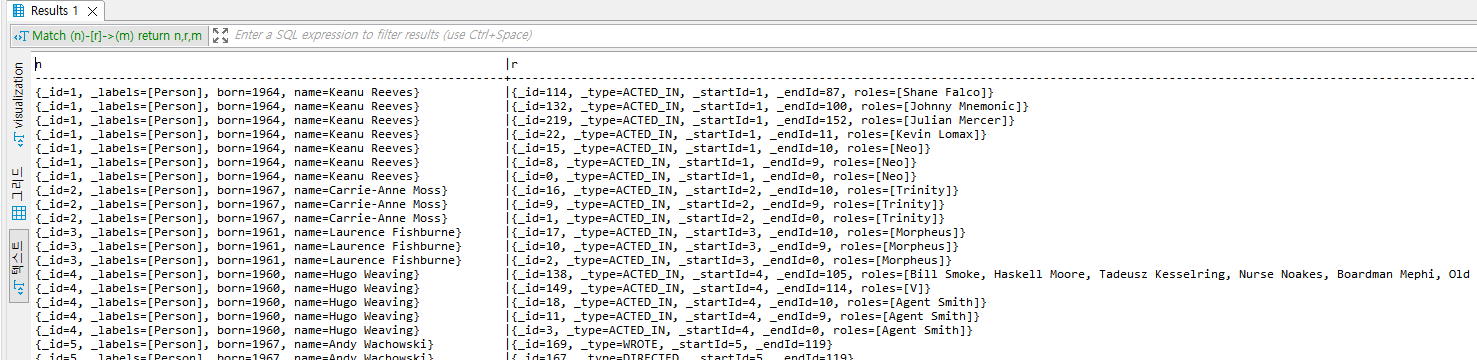 Results 1
Match (n)-[r]->(m) return n,r,m
Enter a SQL expression to filter results (use Ctrl+Space)
visualization
그리드
텍스트
n |r
{_id=1, _labels=[Person], born=1964, name=Keanu Reeves} |{_id=114, _type=ACTED_IN, _startId=1, _endId=87, roles=[Shane Falco]}
{_id=1, _labels=[Person], born=1964, name=Keanu Reeves} |{_id=132, _type=ACTED_IN, _startId=1, _endId=100, roles=[Johnny Mnemonic]}
{_id=1, _labels=[Person], born=1964, name=Keanu Reeves} |{_id=219, _type=ACTED_IN, _startId=1, _endId=152, roles=[Julian Mercer]}
{_id=1, _labels=[Person], born=1964, name=Keanu Reeves} |{_id=22, _type=ACTED_IN, _startId=1, _endId=11, roles=[Kevin Lomax]}
{_id=1, _labels=[Person], born=1964, name=Keanu Reeves} |{_id=15, _type=ACTED_IN, _startId=1, _endId=10, roles=[Neo]}
{_id=1, _labels=[Person], born=1964, name=Keanu Reeves} |{_id=8, _type=ACTED_IN, _startId=1, _endId=9, roles=[Neo]}
{_id=1, _labels=[Person], born=1964, name=Keanu Reeves} |{_id=0, _type=ACTED_IN, _startId=1, _endId=0, roles=[Neo]}
{_id=2, _labels=[Person], born=1967, name=Carrie-Anne Moss} |{_id=16, _type=ACTED_IN, _startId=2, _endId=10, roles=[Trinity]}
{_id=2, _labels=[Person], born=1967, name=Carrie-Anne Moss} |{_id=9, _type=ACTED_IN, _startId=2, _endId=9, roles=[Trinity]}
{_id=2, _labels=[Person], born=1967, name=Carrie-Anne Moss} |{_id=1, _type=ACTED_IN, _startId=2, _endId=0, roles=[Trinity]}
{_id=3, _labels=[Person], born=1961, name=Laurence Fishburne} |{_id=17, _type=ACTED_IN, _startId=3, _endId=10, roles=[Morpheus]}
{_id=3, _labels=[Person], born=1961, name=Laurence Fishburne} |{_id=10, _type=ACTED_IN, _startId=3, _endId=9, roles=[Morpheus]}
{_id=3, _labels=[Person], born=1961, name=Laurence Fishburne} |{_id=2, _type=ACTED_IN, _startId=3, _endId=0, roles=[Morpheus]}
{_id=4, _labels=[Person], born=1960, name=Hugo Weaving} |{_id=138, _type=ACTED_IN, _startId=4, _endId=105, roles=[Bill Smoke, Haskell Moore, Tadeusz Kesselring, Nurse Noakes, Boardman Mephi, Old
{_id=4, _labels=[Person], born=1960, name=Hugo Weaving} |{_id=149, _type=ACTED_IN, _startId=4, _endId=114, roles=[V]}
{_id=4, _labels=[Person], born=1960, name=Hugo Weaving} |{_id=18, _type=ACTED_IN, _startId=4, _endId=10, roles=[Agent Smith]}
{_id=4, _labels=[Person], born=1960, name=Hugo Weaving} |{_id=11, _type=ACTED_IN, _startId=4, _endId=9, roles=[Agent Smith]}
{_id=4, _labels=[Person], born=1960, name=Hugo Weaving} |{_id=3, _type=ACTED_IN, _startId=4, _endId=0, roles=[Agent Smith]}
{_id=5, _labels=[Person], born=1967, name=Andy Wachowski} |{_id=169, _type=WROTE, _startId=5, _endId=119}
{_id=5, _labels=[Person], born=1967, name=Andy Wachowski} |{_id=167, _type=DIRECTED, _startId=5, _endId=119}